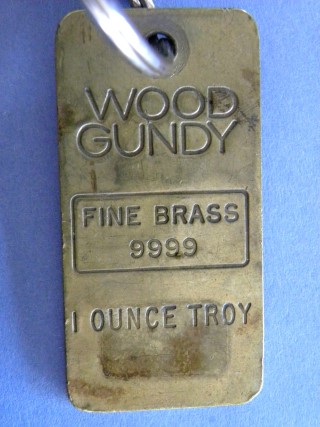 WOOD
GUNDY
FINE BRASS
9999
1 OUNCE TROY